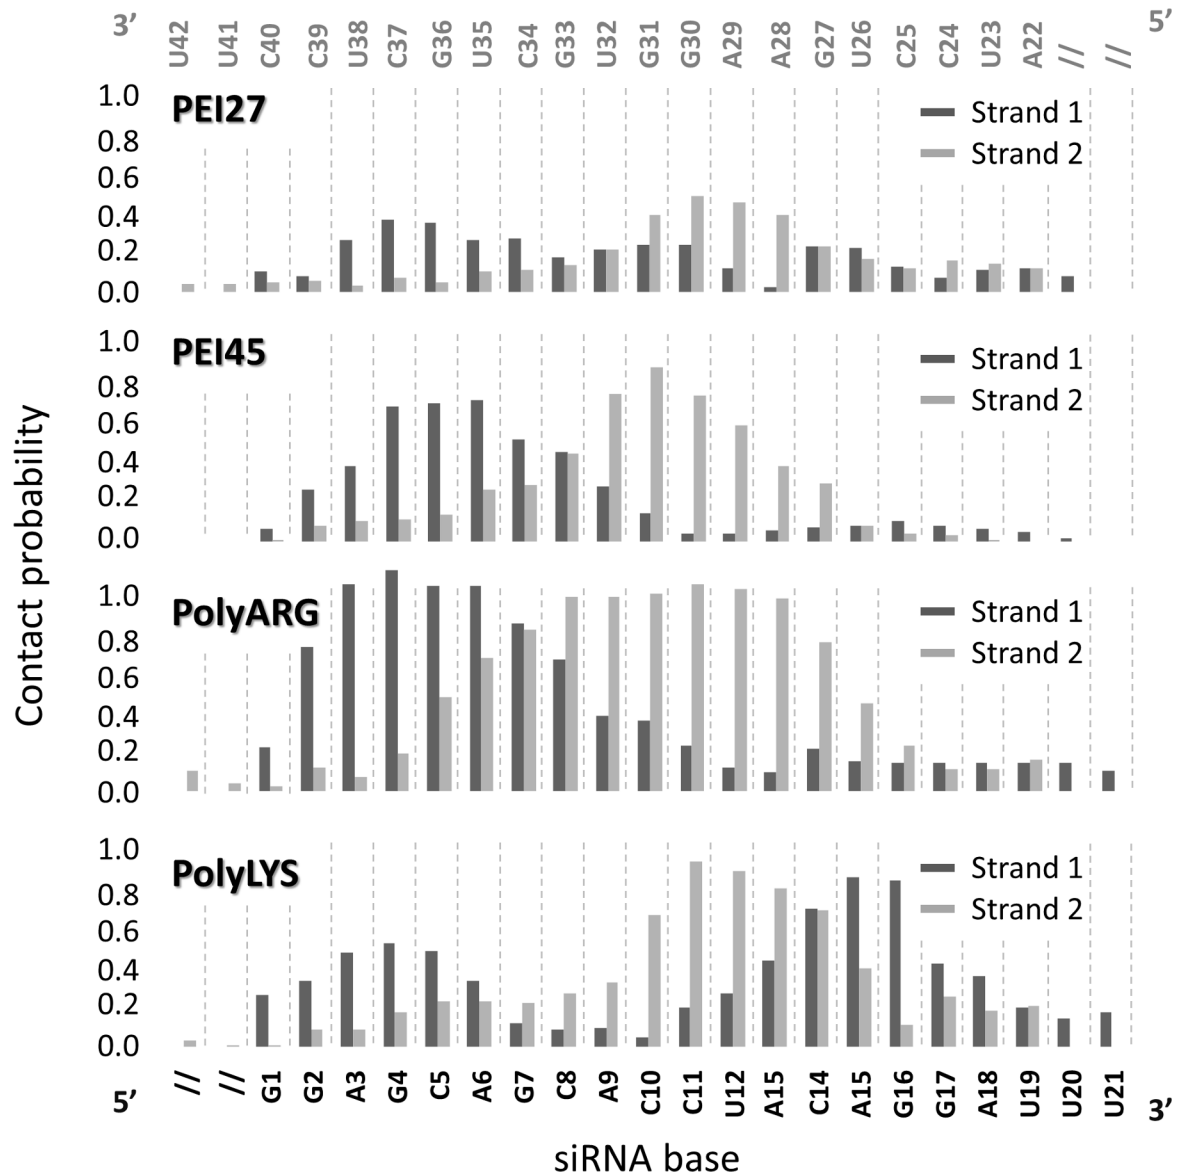 3’ U42 U41 C40 C39 U38 C37 G36 U35 C34 G33 U32 G31 G30 A29 A28 G27 U26 C25 C24 U23 A22 // // 5’
PEI27
1.0
0.8
0.6
0.4
0.2
0.0
Strand 1
Strand 2
PEI45
1.0
0.8
0.6
0.4
0.2
0.0
Strand 1
Strand 2
Contact probability
PolyARG
1.0
0.8
0.6
0.4
0.2
0.0
Strand 1
Strand 2
PolyLYS
1.0
0.8
0.6
0.4
0.2
0.0
Strand 1
Strand 2
5’ // // G1 G2 A3 G4 C5 A6 G7 C8 A9 C10 C11 U12 A15 C14 A15 G16 G17 A18 U19 U20 U21 3’
siRNA base